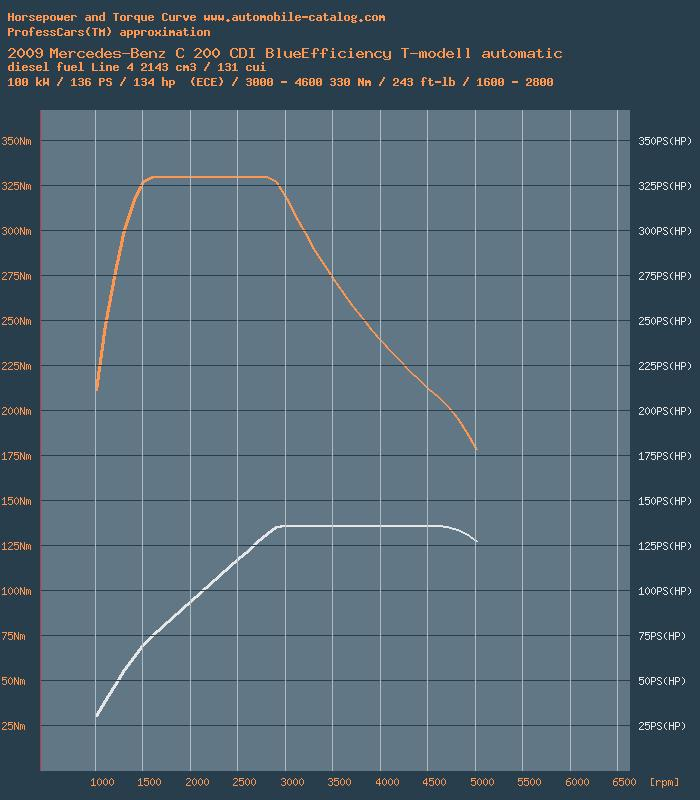 Horsepower and Torque Curve www.automobile-catalog.com
ProfessCars(TM) approximation
2009 Mercedes-Benz C 200 CDI BlueEfficiency T-modell automatic
diesel fuel Line 4 2143 cm3 / 131 cui
100 kW / 136 PS / 134 hp (ECE) / 3000 - 4600 330 Nm / 243 ft-lb / 1600 - 2800
350Nm 350PS(HP)
325Nm 325PS(HP)
300Nm 300PS(HP)
275Nm 275PS(HP)
250Nm 250PS(HP)
225Nm 225PS(HP)
200Nm 200PS(HP)
175Nm 175PS(HP)
150Nm 150PS(HP)
125Nm 125PS(HP)
100Nm 100PS(HP)
75Nm 75PS(HP)
50Nm 50PS(HP)
25Nm 25PS(HP)
1000 1500 2000 2500 3000 3500 4000 4500 5000 5500 6000 6500 [rpm]